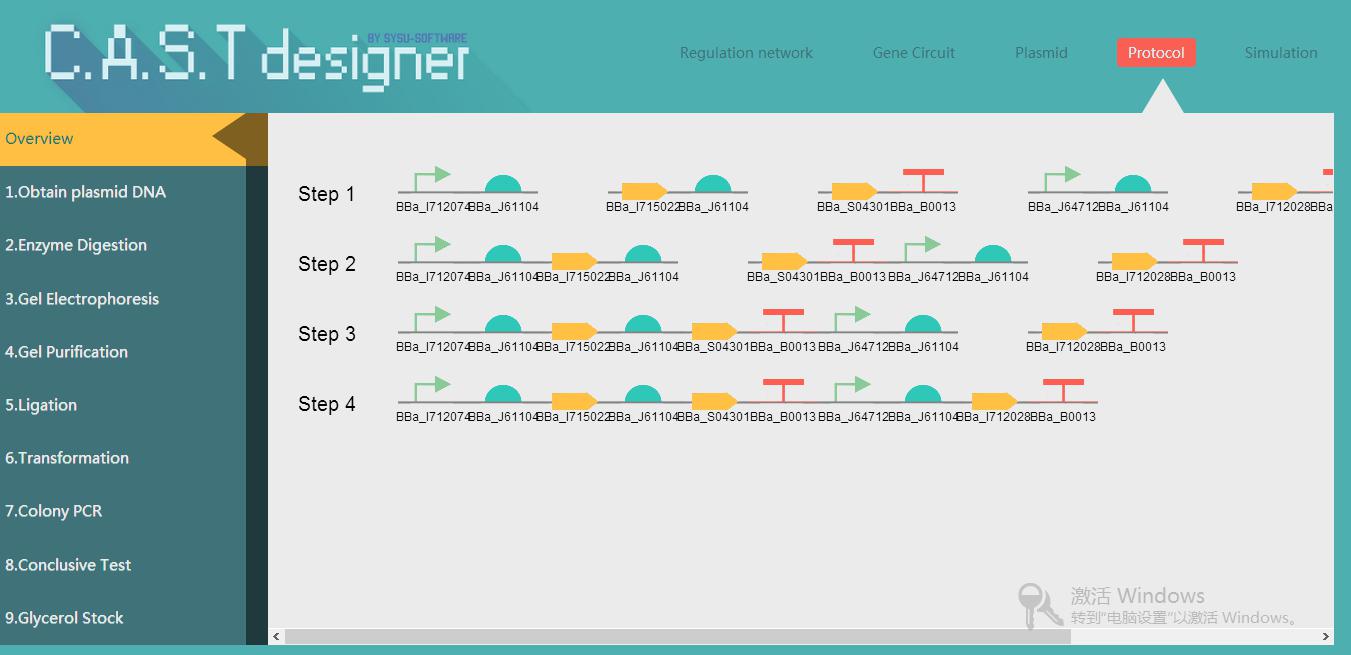 C.A.S.T designer
BY SYSU-SOFTWARE
Regulation network Gene Circuit Plasmid Protocol Simulation
Overview
1.Obtain plasmid DNA
2.Enzyme Digestion
3.Gel Electrophoresis
4.Gel Purification
5.Ligation
6.Transformation
7.Colony PCR
8.Conclusive Test
9.Glycerol Stock
Step 1
BBa_I712074 BBa_J61104 BBa_I715022 BBa_J61104 BBa_S04301 BBa_B0013 BBa_J64712 BBa_J61104 BBa_I712028 BBa
Step 2
BBa_I712074 BBa_J61104 BBa_I715022 BBa_J61104 BBa_S04301 BBa_B0013 BBa_J64712 BBa_J61104 BBa_I712028 BBa_B0013
Step 3
BBa_I712074 BBa_J61104 BBa_I715022 BBa_J61104 BBa_S04301 BBa_B0013 BBa_J64712 BBa_J61104 BBa_I712028 BBa_B0013
Step 4
BBa_I712074 BBa_J61104 BBa_I715022 BBa_J61104 BBa_S04301 BBa_B0013 BBa_J64712 BBa_J61104 BBa_I712028 BBa_B0013
激活 Windows
转到“电脑设置”以激活 Windows。